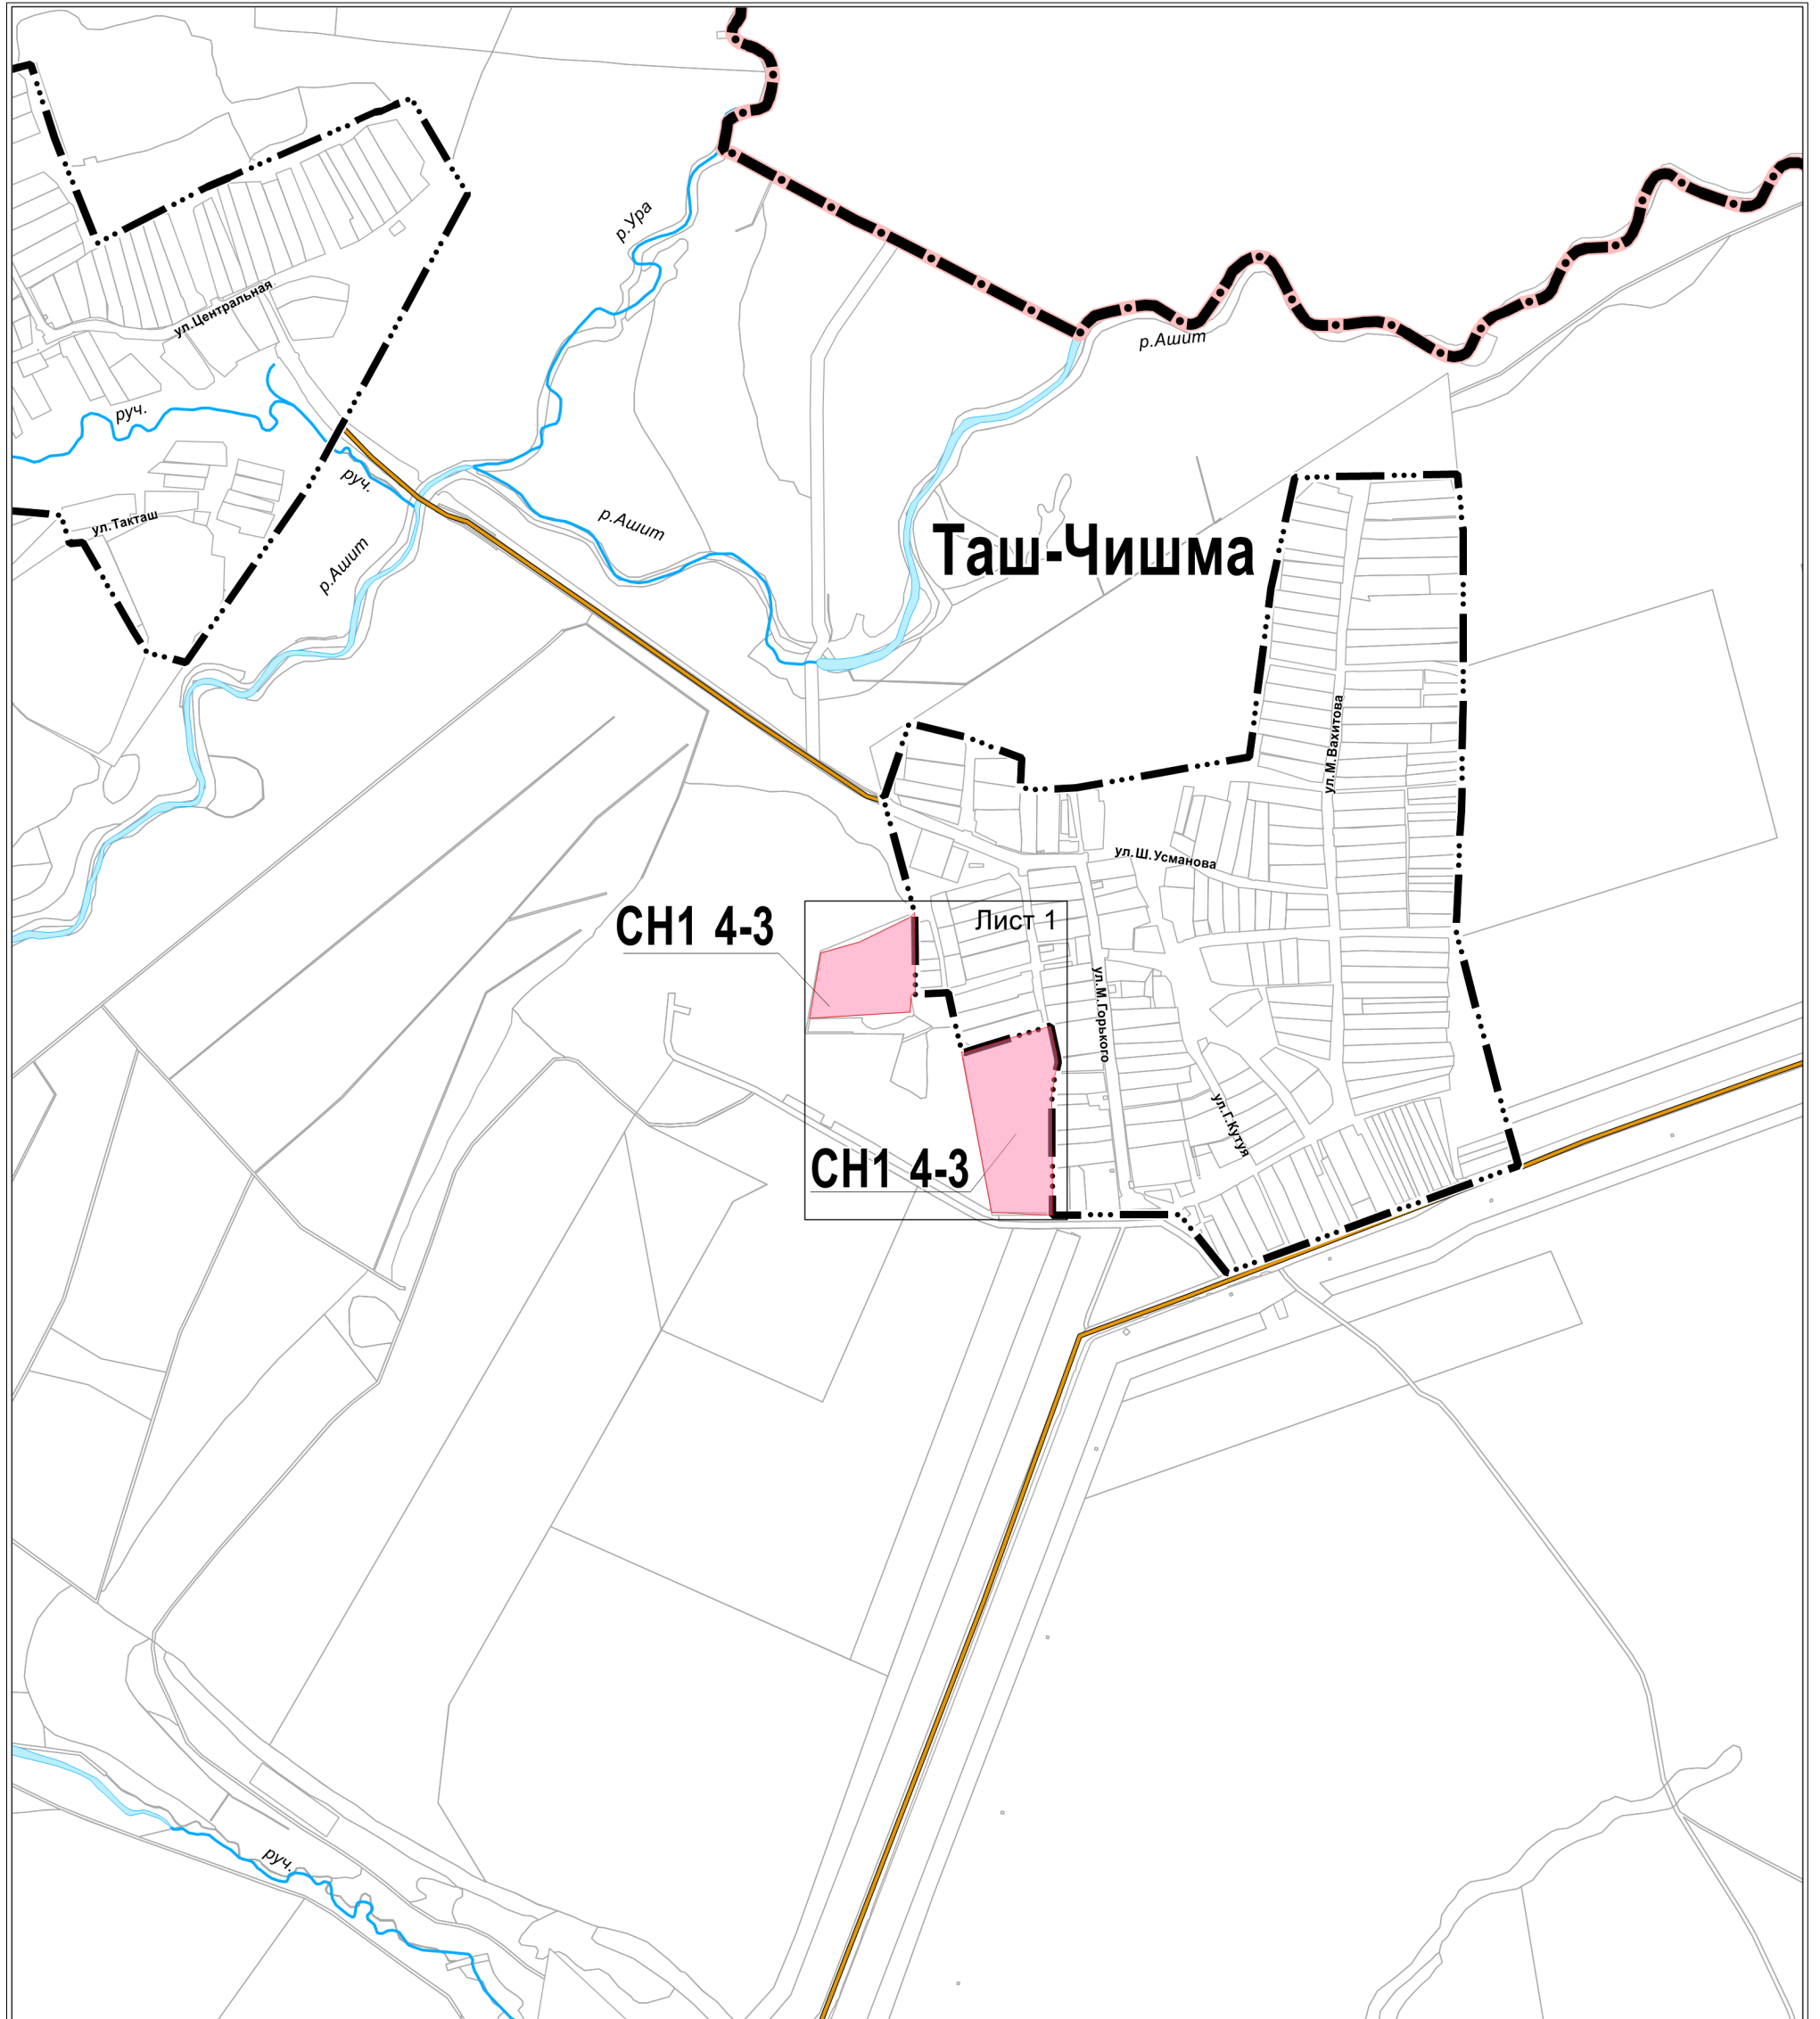 р.Ура
ул.Центральная
р.Ашит
руч.
руч.
ул.Такташ
р.Ашит
р.Ашит
Таш-Чишма
ул.М.Вахитова
ул.Ш.Усманова
СН1 4-3
Лист 1
ул.М.Горького
ул.Г.Кутуя
СН1 4-3
руч.